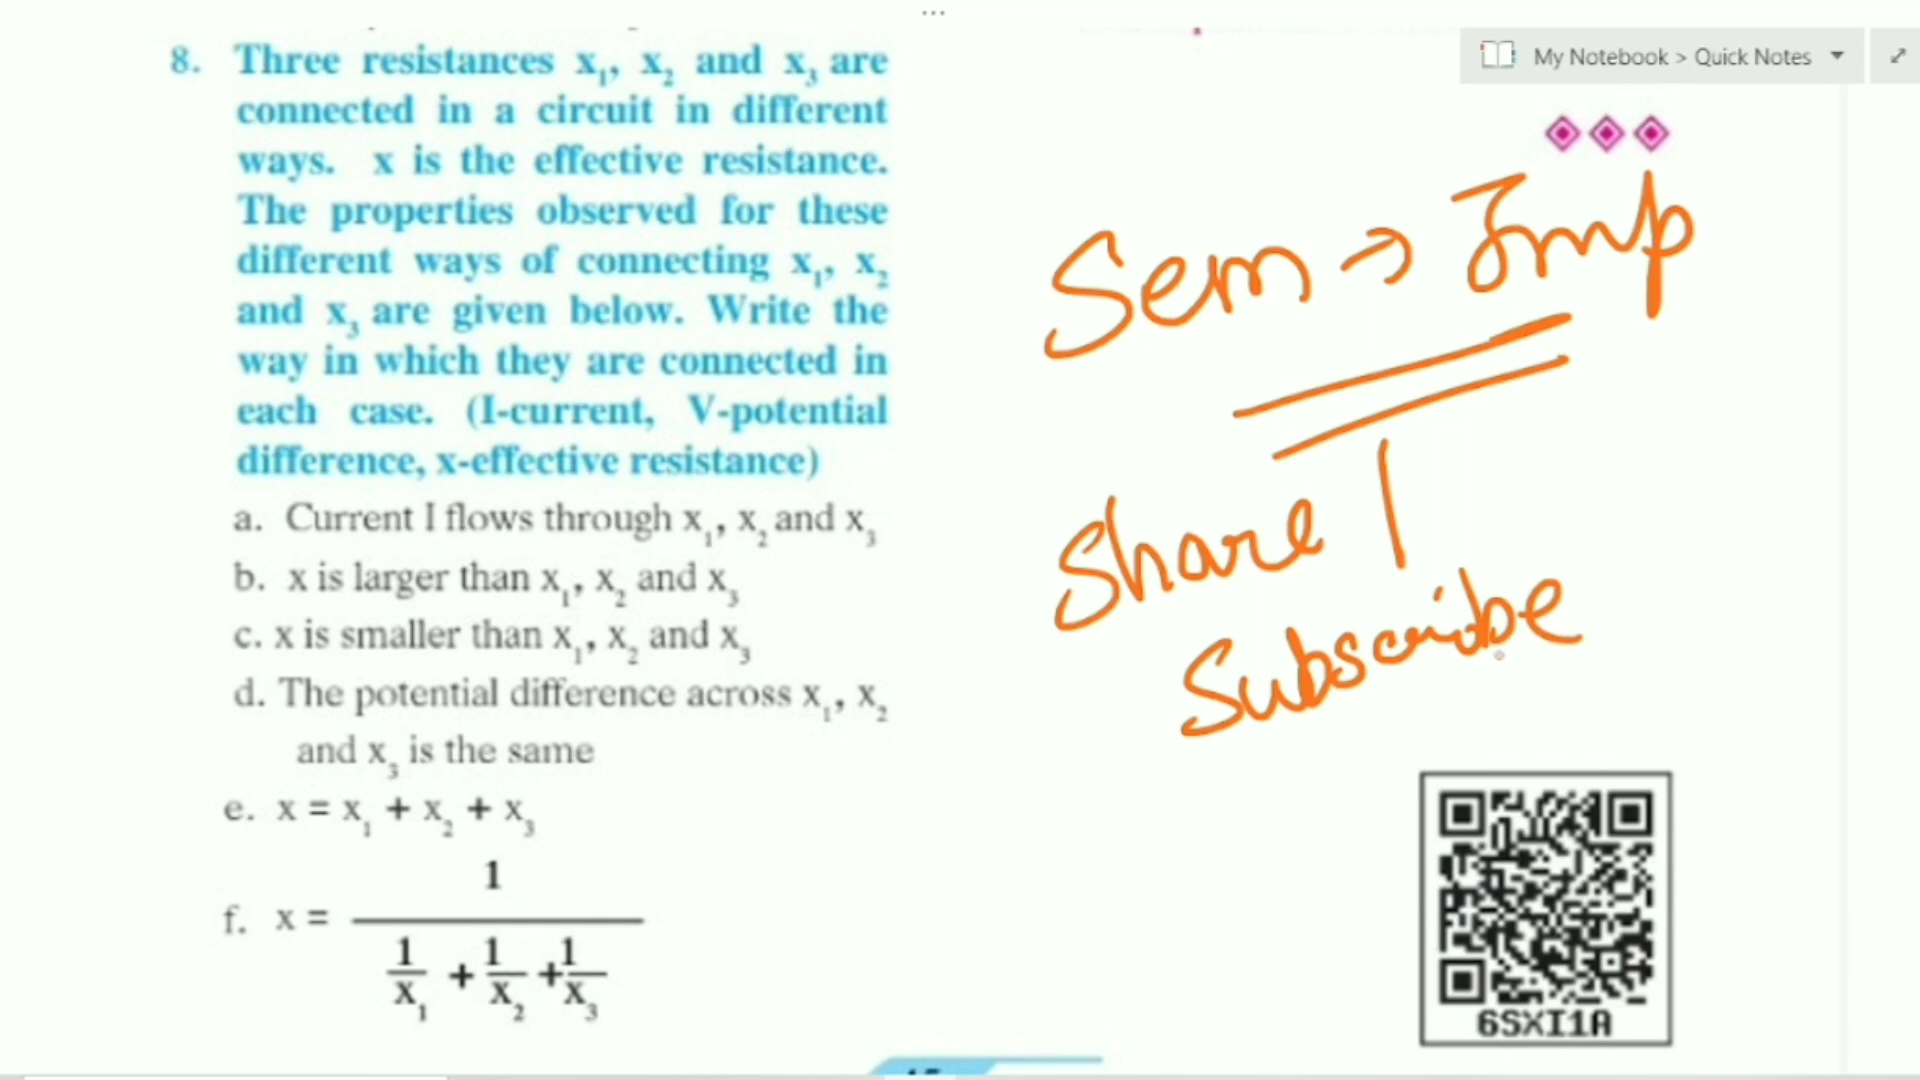 ...
My Notebook > Quick Notes
8. Three resistances x₁, x₂ and x₃ are
connected in a circuit in different
ways. x is the effective resistance.
The properties observed for these
different ways of connecting x₁, x₂
and x₃ are given below. Write the
way in which they are connected in
each case. (I-current, V-potential
difference, x-effective resistance)
a. Current I flows through x₁, x₂ and x₃
b. x is larger than x₁, x₂ and x₃
c. x is smaller than x₁, x₂ and x₃
d. The potential difference across x₁, x₂
and x₃ is the same
e. x = x₁ + x₂ + x₃
f. x = 1
1/x₁ + 1/x₂ + 1/x₃
Sem → Imp
Share |
Subscribe
6SXI1A